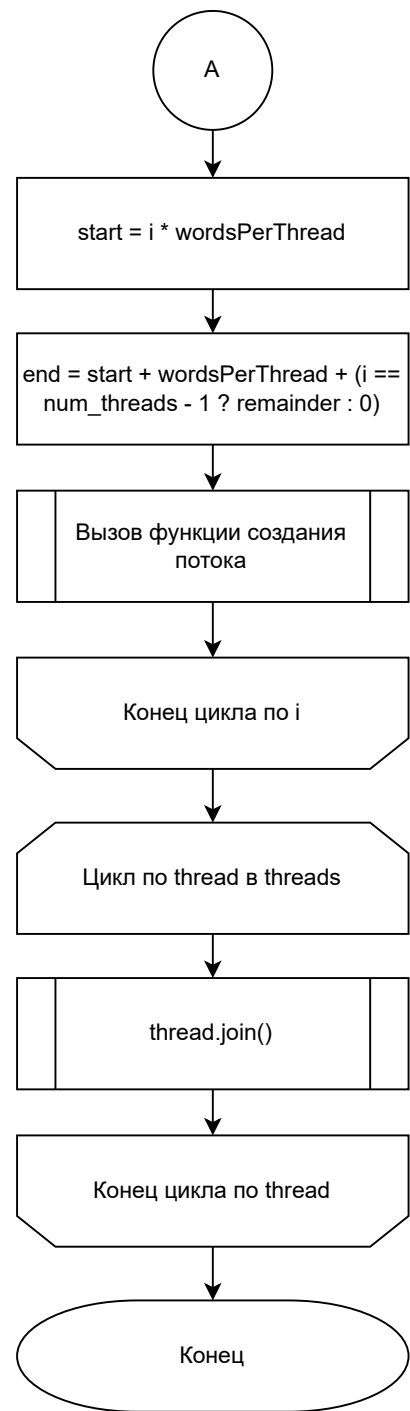 A
start = i * wordsPerThread
end = start + wordsPerThread + (i ==
num_threads - 1 ? remainder : 0)
Вызов функции создания
потока
Конец цикла по i
Цикл по thread в threads
thread.join()
Конец цикла по thread
Конец